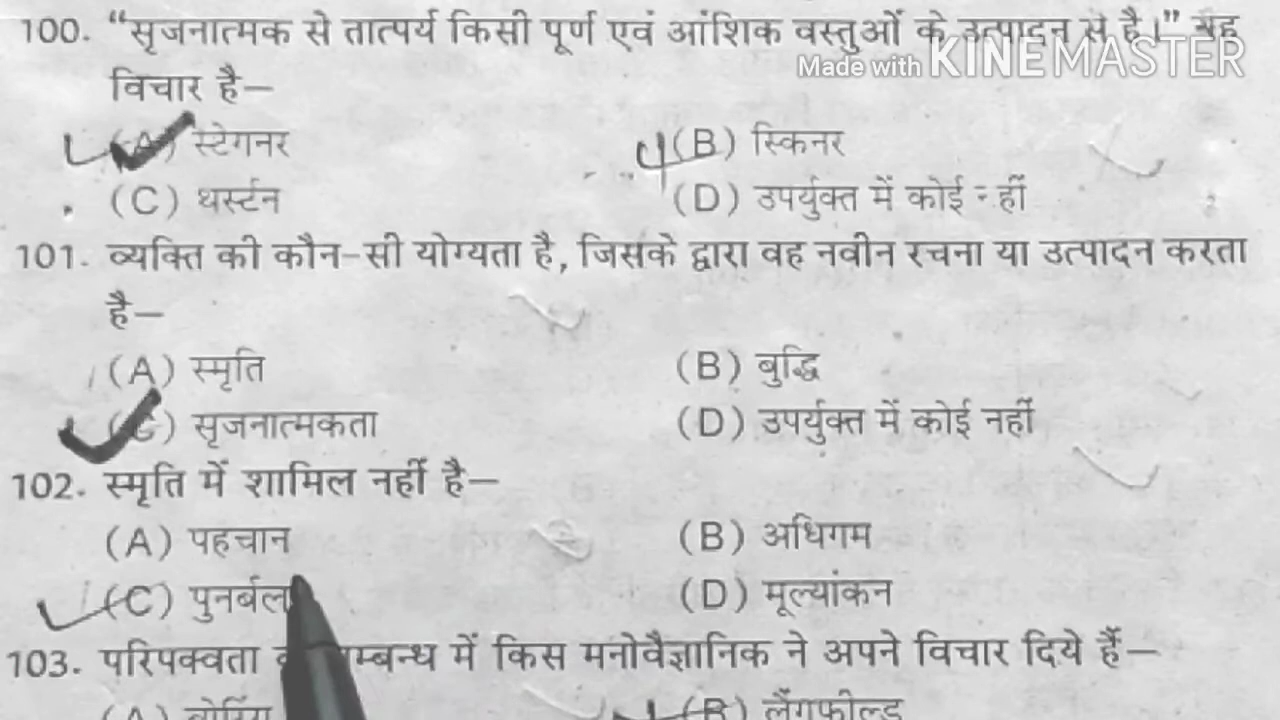 100. “सृजनात्मक से तात्पर्य किसी पूर्ण एवं आंशिक वस्तुओं के उत्पादन से है।” यह
Made with KINEMASTER
विचार है–
(A) स्टेगनर (B) स्किनर
(C) थर्स्टन (D) उपर्युक्त में कोई नहीं
101. व्यक्ति की कौन-सी योग्यता है, जिसके द्वारा वह नवीन रचना या उत्पादन करता
है–
(A) स्मृति (B) बुद्धि
(C) सृजनात्मकता (D) उपर्युक्त में कोई नहीं
102. स्मृति में शामिल नहीं है–
(A) पहचान (B) अधिगम
(C) पुनर्बल (D) मूल्यांकन
103. परिपक्वता सम्बन्ध में किस मनोवैज्ञानिक ने अपने विचार दिये हैं–
(A) बोरिंग (B) लैंगफील्ड